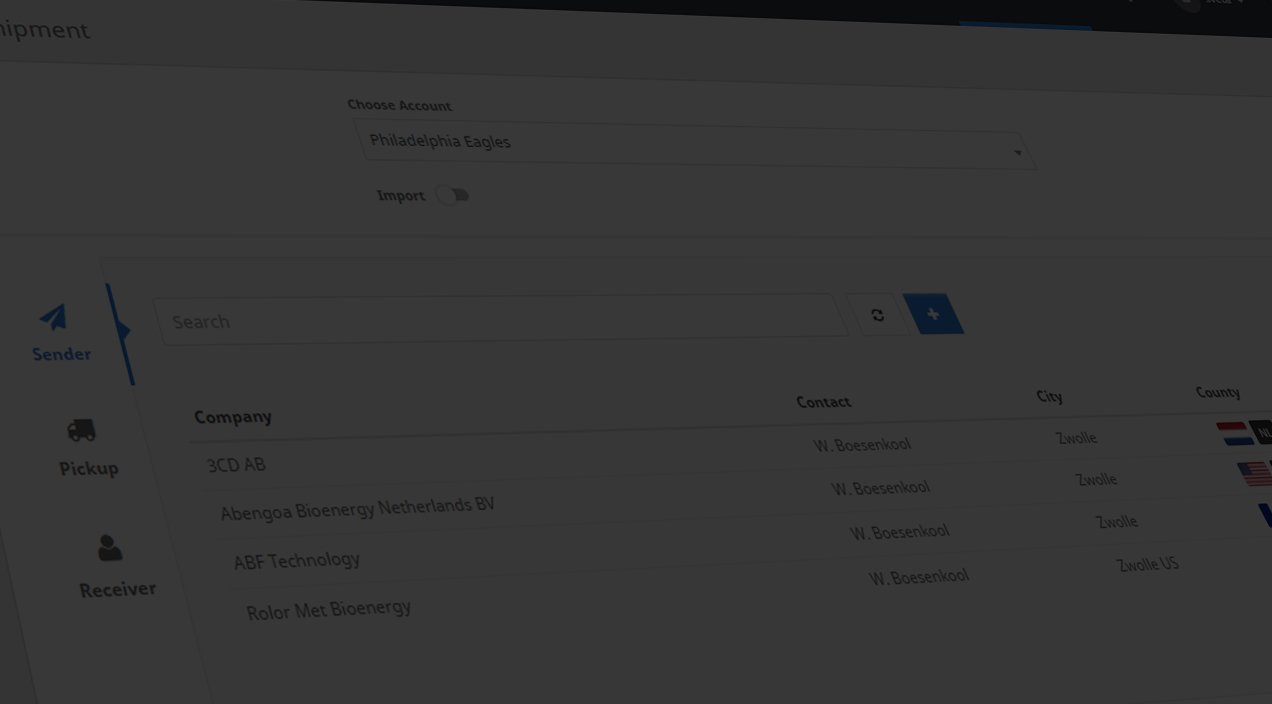 hipment
Choose Account
Philadelphia Eagles
Import
Search
Sender
Company Contact City County
3CD AB W. Boesenkool Zwolle NL
Pickup
Abengoa Bioenergy Netherlands BV W. Boesenkool Zwolle
ABF Technology W. Boesenkool Zwolle
Receiver
Rolor Met Bioenergy W. Boesenkool Zwolle US